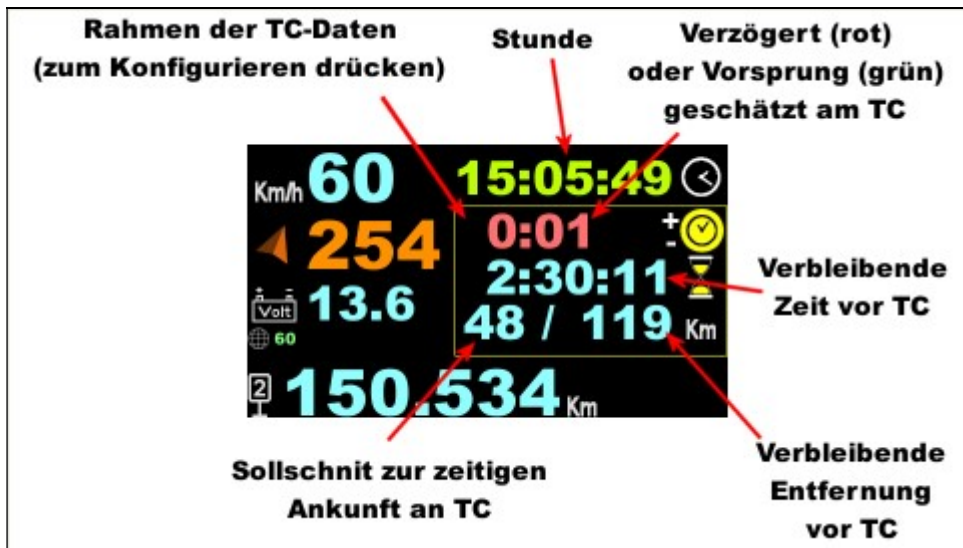 Rahmen der TC-Daten
(zum Konfigurieren drücken)
Stunde
Verzögert (rot)
oder Vorsprung (grün)
geschätzt am TC
Km/h 60
15:05:49
254
0:01
+
-
2:30:11
Volt 13.6
60
48 / 119 Km
2 150.534 Km
Verbleibende
Zeit vor TC
Sollschnit zur zeitigen
Ankunft an TC
Verbleibende
Entfernung
vor TC